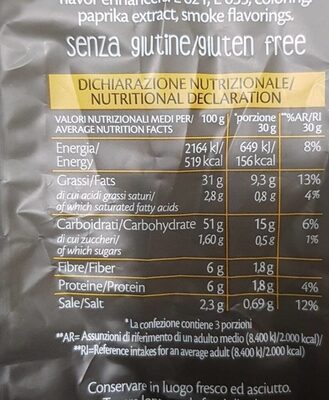 flavor enhancers E 621, E 635, coloring:
paprika extract, smoke flavorings.
senza glutine/gluten free
DICHIARAZIONE NUTRIZIONALE/
NUTRITIONAL DECLARATION
VALORI NUTRIZIONALI MEDI PER/ 100 g *porzione **%AR/RI
AVERAGE NUTRITION FACTS 30 g 30 g
Energia/ 2164 kJ/ 649 kJ/ 8%
Energy 519 kcal 156 kcal
Grassi/Fats 31 g 9,3 g 13%
di cui acidi grassi saturi/ 2,8 g 0,8 g 4%
of which saturated fatty acids
Carboidrati/Carbohydrate 51 g 15 g 6%
di cui zuccheri/ 1,60 g 0,5 g 1%
of which sugars
Fibre/Fiber 6 g 1,8 g
Proteine/Protein 6 g 1,8 g 4%
Sale/Salt 2,3 g 0,69 g 12%
*La confezione contiene 3 porzioni
**AR= Assunzioni di riferimento di un adulto medio (8.400 kJ/2.000 kcal)/
**RI=Reference intakes for an average adult (8.400 kJ/2.000 kcal)
Conservare in luogo fresco ed asciutto.